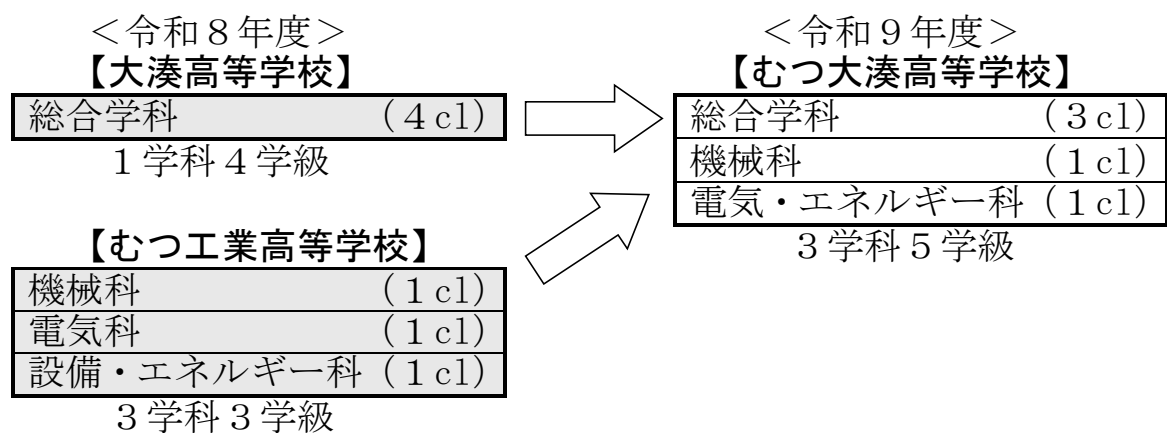 ＜令和８年度＞
【大湊高等学校】
総合学科 （４cl）
１学科４学級
【むつ工業高等学校】
機械科 （１cl）
電気科 （１cl）
設備・エネルギー科（１cl）
３学科３学級
＜令和９年度＞
【むつ大湊高等学校】
総合学科 （３cl）
機械科 （１cl）
電気・エネルギー科（１cl）
３学科５学級